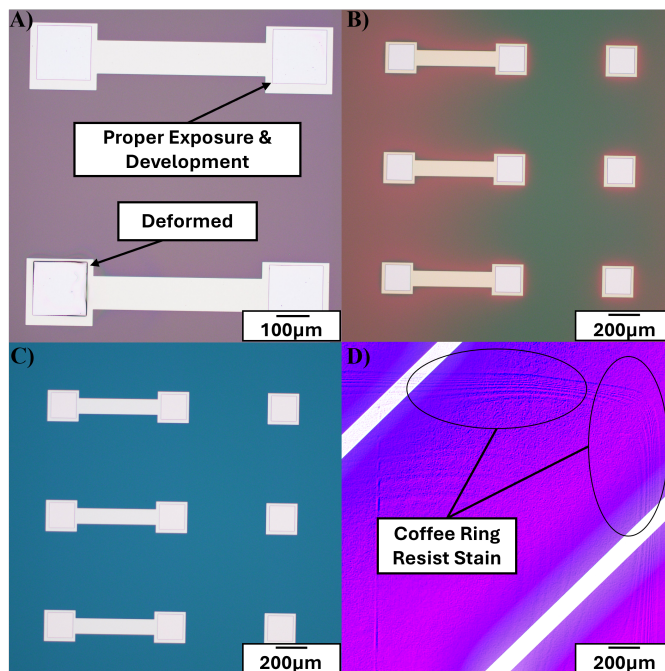 A)
Proper Exposure &
Development
Deformed
100µm
B)
200µm
C)
200µm
D)
Coffee Ring
Resist Stain
200µm